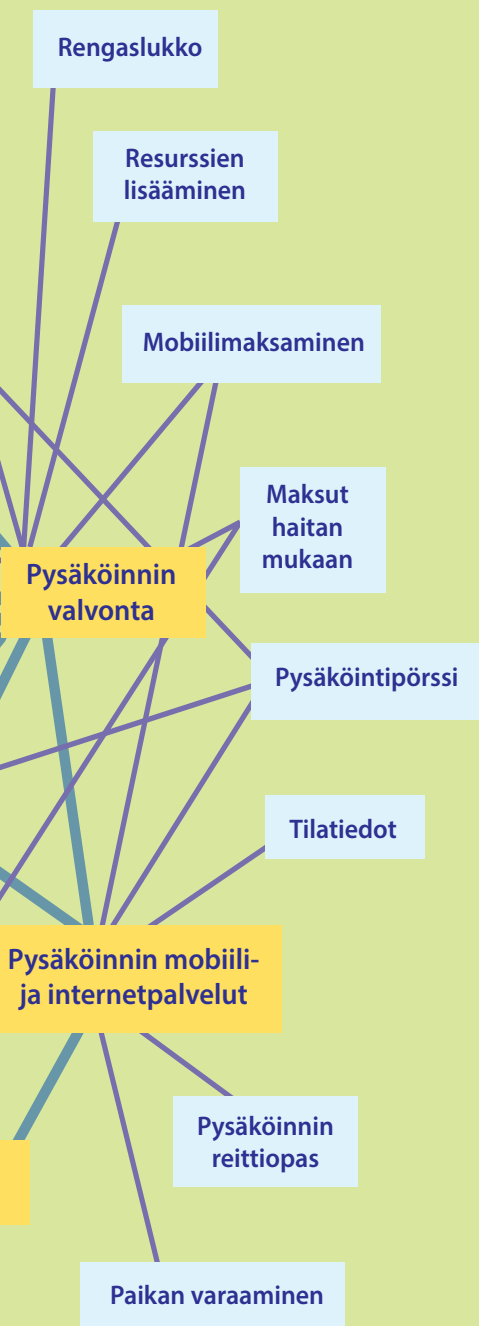 Rengaslukko
Resurssien
lisääminen
Mobiilimaksaminen
Maksut
haitan
mukaan
Pysäköinnin
valvonta
Pysäköintipörssi
Tilatiedot
Pysäköinnin mobiili-
ja internetpalvelut
Pysäköinnin
reittiopas
Paikan varaaminen